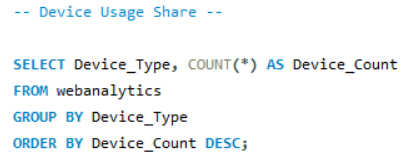 -- Device Usage Share --
SELECT Device_Type, COUNT(*) AS Device_Count
FROM webanalytics
GROUP BY Device_Type
ORDER BY Device_Count DESC;